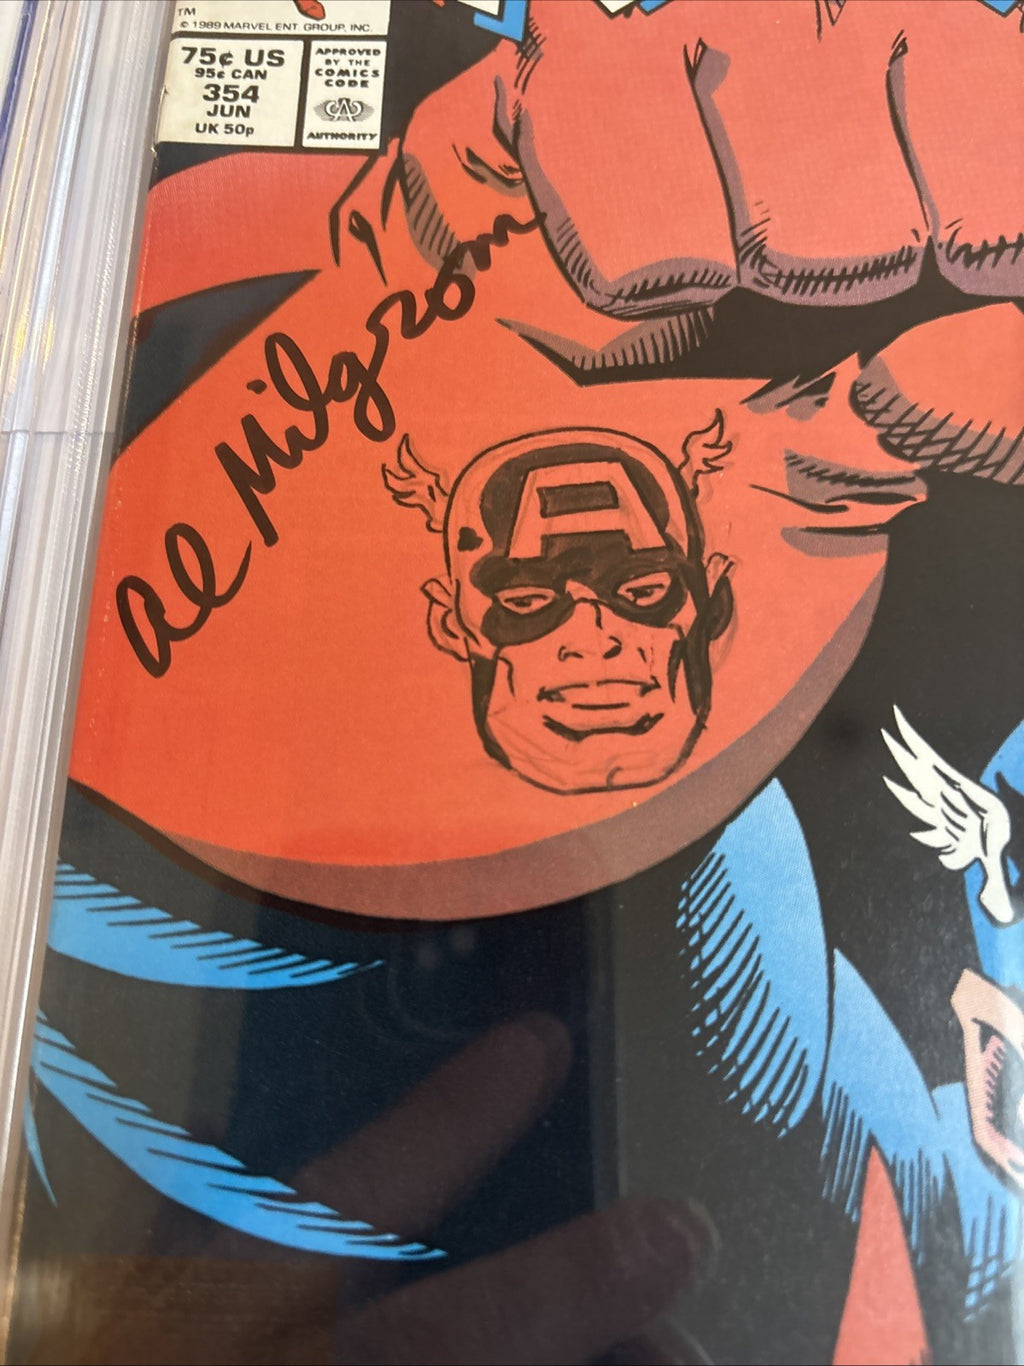 TM
© 1989 MARVEL ENT. GROUP, INC.
75¢ US
95¢ CAN
354
JUN
UK 50p
APPROVED
BY THE
COMICS
CODE
CA
AUTHORITY
Al Milgrom
A